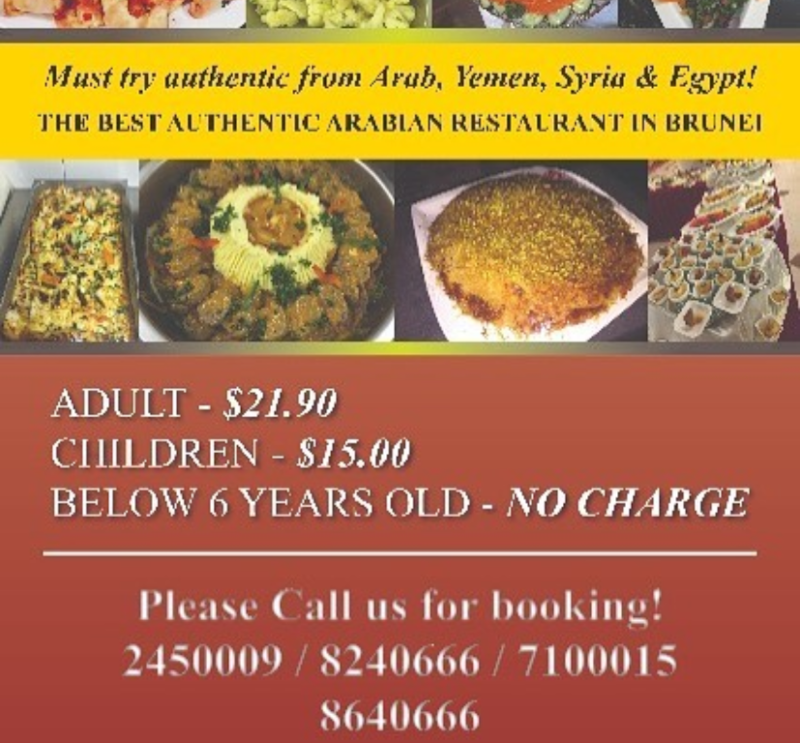 Must try authentic from Arab, Yemen, Syria & Egypt!
THE BEST AUTHENTIC ARABIAN RESTAURANT IN BRUNEI
ADULT - $21.90
CHILDREN - $15.00
BELOW 6 YEARS OLD - NO CHARGE
Please Call us for booking!
2450009 / 8240666 / 7100015
8640666